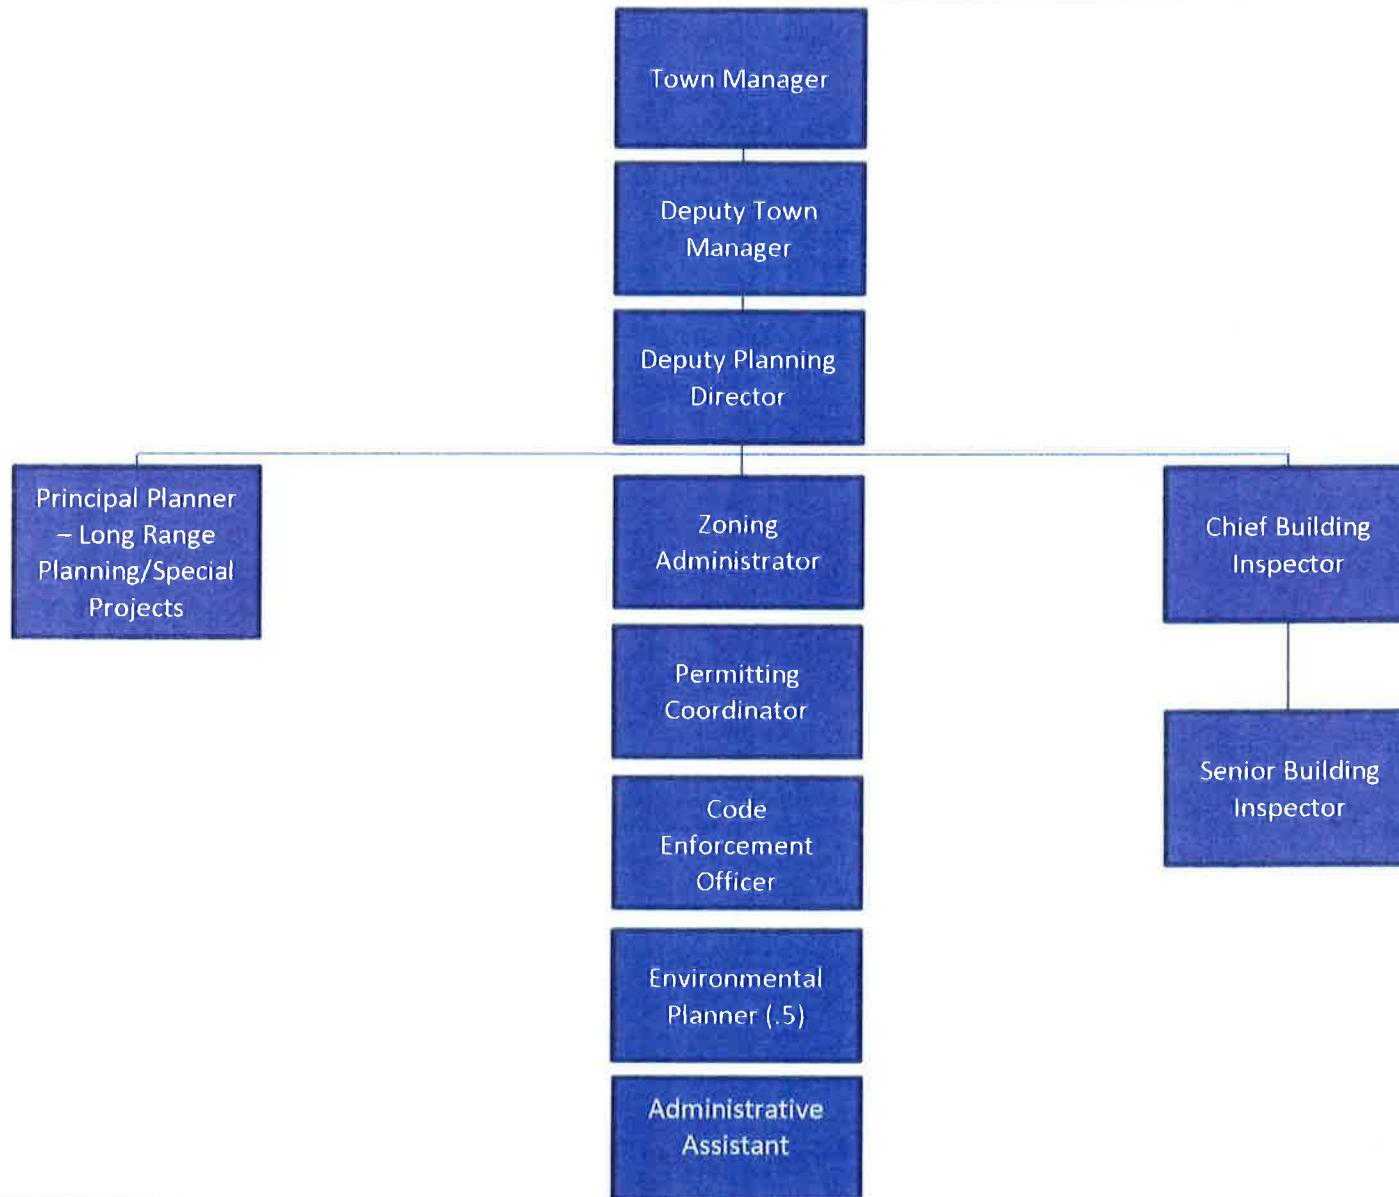 Town Manager
Deputy Town
Manager
Deputy Planning
Director
Principal Planner
– Long Range
Planning/Special
Projects
Zoning
Administrator
Chief Building
Inspector
Permitting
Coordinator
Senior Building
Inspector
Code
Enforcement
Officer
Environmental
Planner (.5)
Administrative
Assistant